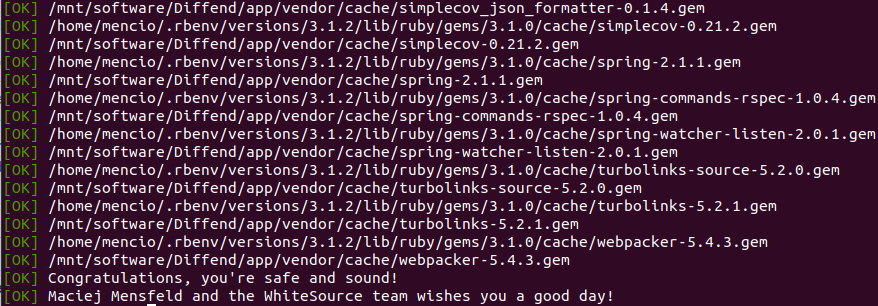 [OK] /mnt/software/Diffend/app/vendor/cache/simplecov_json_formatter-0.1.4.gem
[OK] /home/mencio/.rbenv/versions/3.1.2/lib/ruby/gems/3.1.0/cache/simplecov-0.21.2.gem
[OK] /mnt/software/Diffend/app/vendor/cache/simplecov-0.21.2.gem
[OK] /home/mencio/.rbenv/versions/3.1.2/lib/ruby/gems/3.1.0/cache/spring-2.1.1.gem
[OK] /mnt/software/Diffend/app/vendor/cache/spring-2.1.1.gem
[OK] /home/mencio/.rbenv/versions/3.1.2/lib/ruby/gems/3.1.0/cache/spring-commands-rspec-1.0.4.gem
[OK] /mnt/software/Diffend/app/vendor/cache/spring-commands-rspec-1.0.4.gem
[OK] /home/mencio/.rbenv/versions/3.1.2/lib/ruby/gems/3.1.0/cache/spring-watcher-listen-2.0.1.gem
[OK] /mnt/software/Diffend/app/vendor/cache/spring-watcher-listen-2.0.1.gem
[OK] /home/mencio/.rbenv/versions/3.1.2/lib/ruby/gems/3.1.0/cache/turbolinks-source-5.2.0.gem
[OK] /mnt/software/Diffend/app/vendor/cache/turbolinks-source-5.2.0.gem
[OK] /home/mencio/.rbenv/versions/3.1.2/lib/ruby/gems/3.1.0/cache/turbolinks-5.2.1.gem
[OK] /mnt/software/Diffend/app/vendor/cache/turbolinks-5.2.1.gem
[OK] /home/mencio/.rbenv/versions/3.1.2/lib/ruby/gems/3.1.0/cache/webpacker-5.4.3.gem
[OK] /mnt/software/Diffend/app/vendor/cache/webpacker-5.4.3.gem
[OK] Congratulations, you're safe and sound!
[OK] Maciej Mensfeld and the WhiteSource team wishes you a good day!